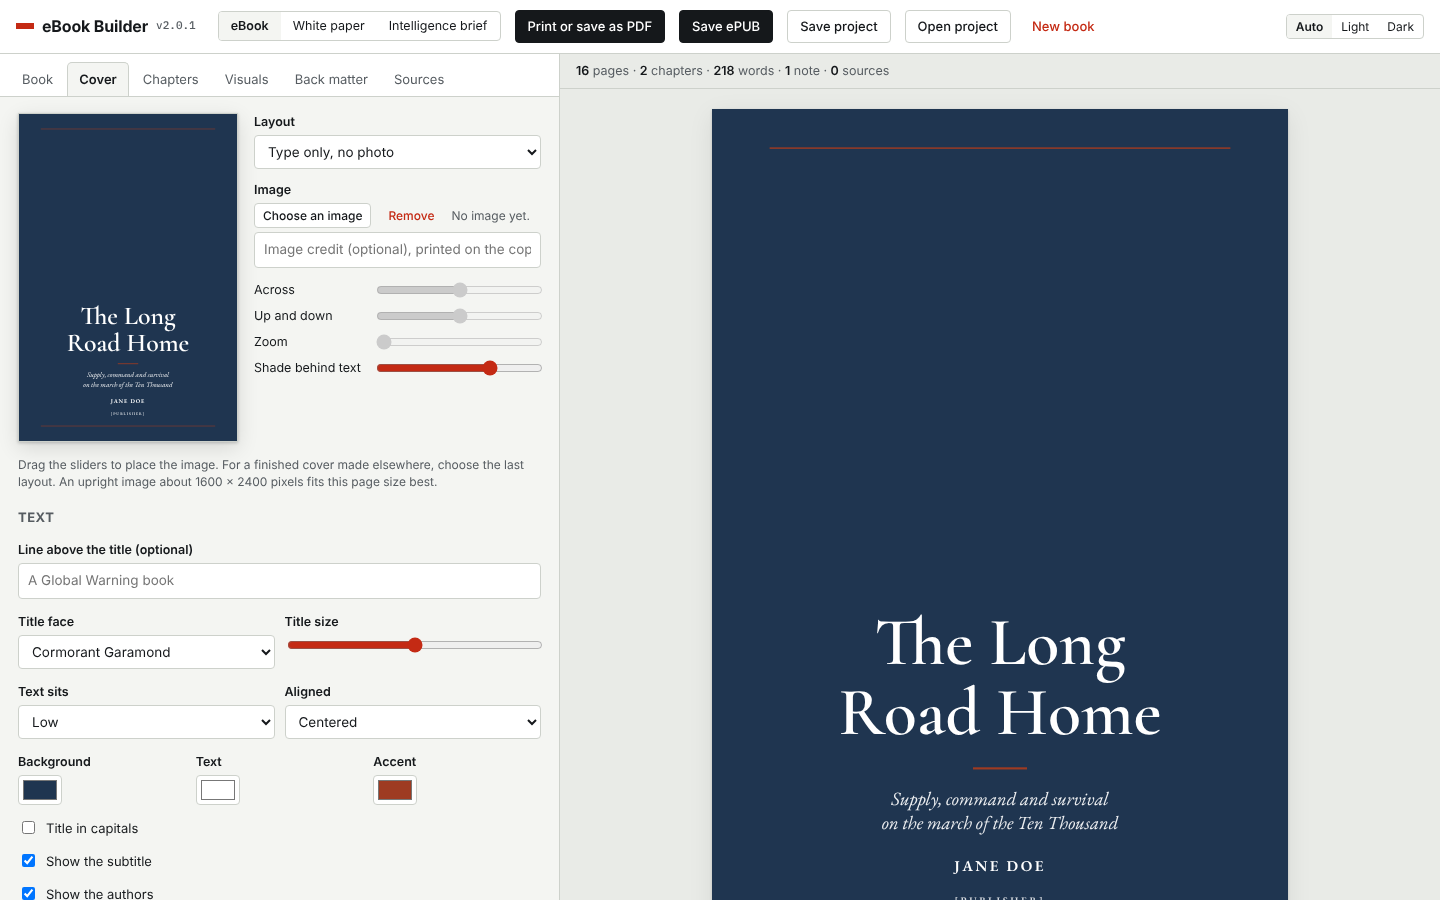 eBook Builder v2.0.1 eBook White paper Intelligence brief Print or save as PDF Save ePUB Save project Open project New book Auto Light Dark
Book Cover Chapters Visuals Back matter Sources
16 pages · 2 chapters · 218 words · 1 note · 0 sources
The Long
Road Home
Supply, command and survival
on the march of the Ten Thousand
JANE DOE
[PUBLISHER]
Layout
Type only, no photo
Image
Choose an image Remove No image yet.
Image credit (optional), printed on the cop
Across
Up and down
Zoom
Shade behind text
Drag the sliders to place the image. For a finished cover made elsewhere, choose the last
layout. An upright image about 1600 × 2400 pixels fits this page size best.
TEXT
Line above the title (optional)
A Global Warning book
Title face Title size
Cormorant Garamond
Text sits Aligned
Low Centered
Background Text Accent
Title in capitals
Show the subtitle
Show the authors
The Long
Road Home
Supply, command and survival
on the march of the Ten Thousand
JANE DOE
[PUBLISHER]